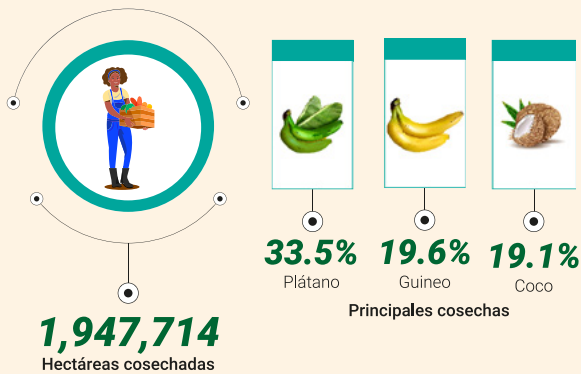 1,947,714
Hectáreas cosechadas
33.5%
Plátano
19.6%
Guineo
19.1%
Coco
Principales cosechas